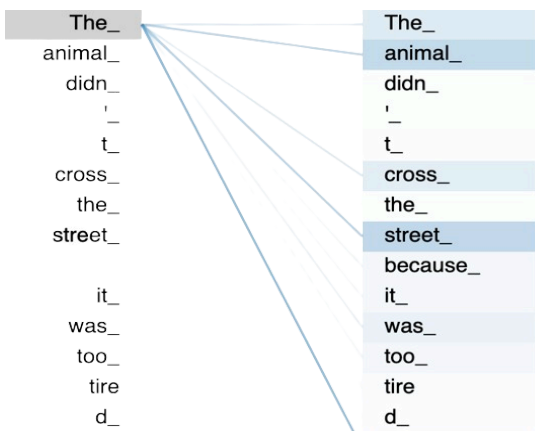 The_ The_
animal_ animal_
didn_ didn_
'_ '_
t_ t_
cross_ cross_
the_ the_
street_ street_
because_
it_ it_
was_ was_
too_ too_
tire tire
d_ d_